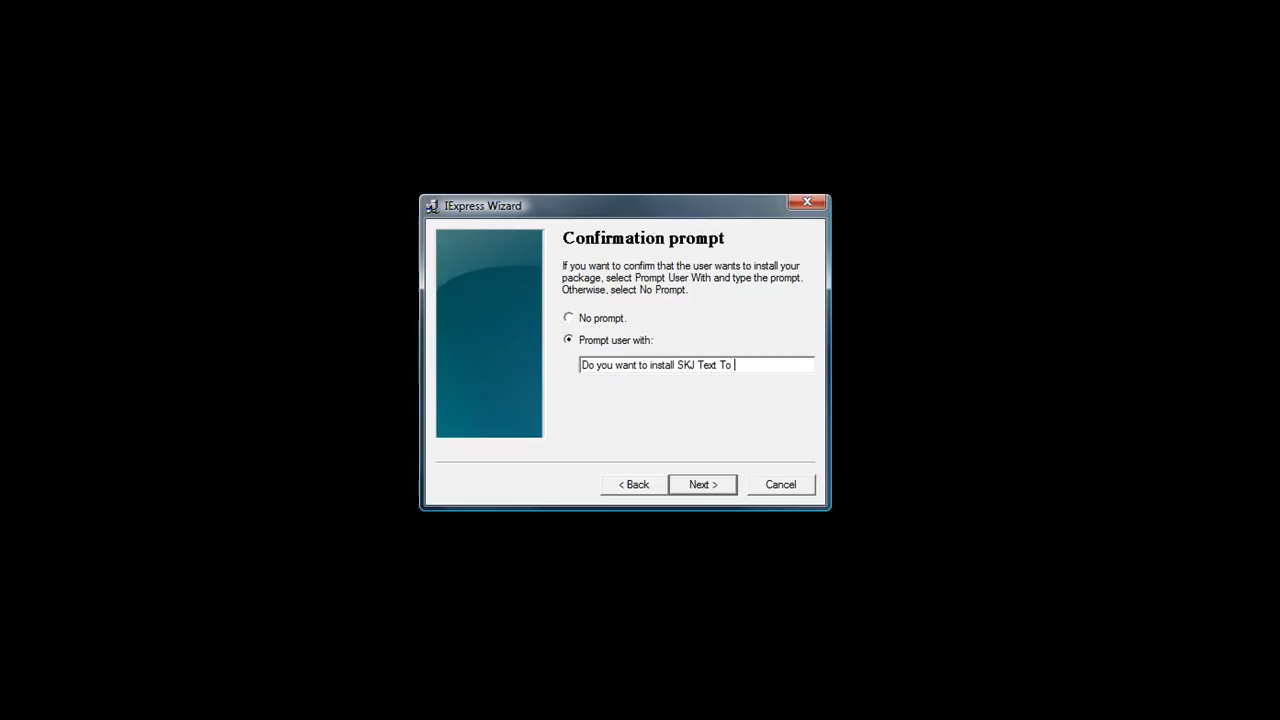 IExpress Wizard
Confirmation prompt
If you want to confirm that the user wants to install your
package, select Prompt User With and type the prompt.
Otherwise, select No Prompt.
No prompt.
Prompt user with:
Do you want to install SKJ Text To
< Back
Next >
Cancel